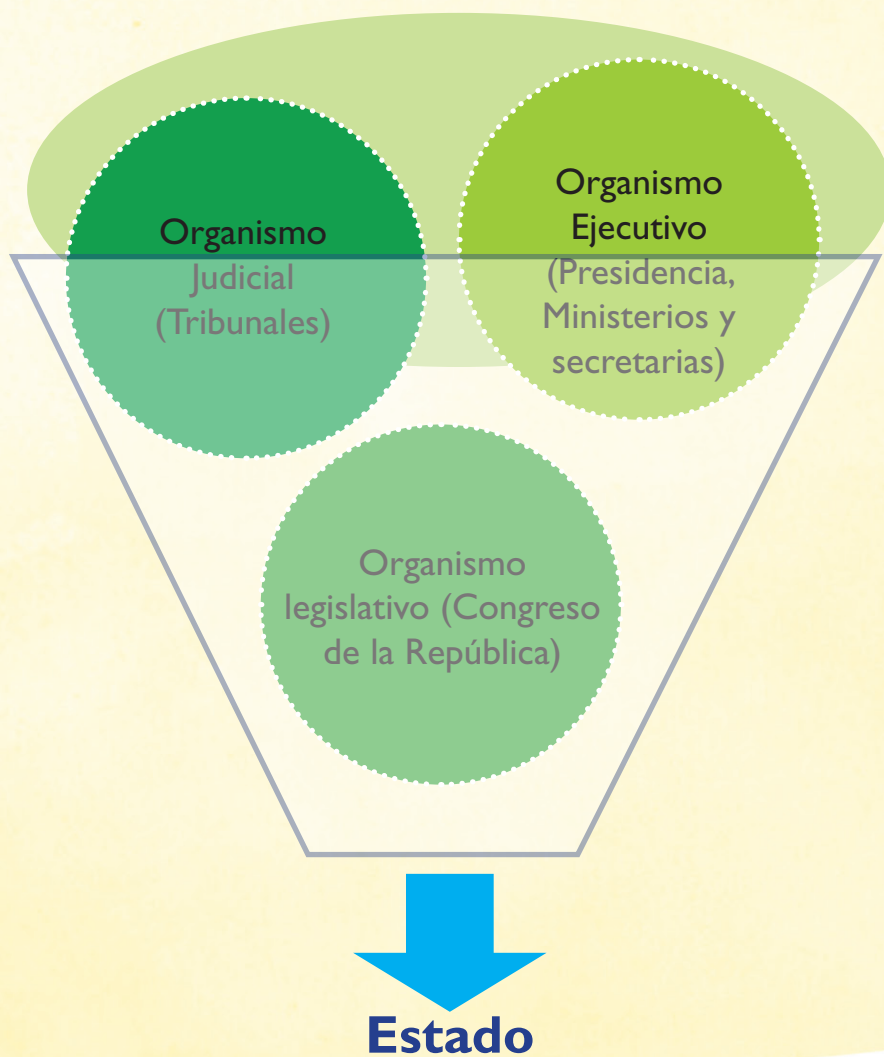 Organismo
Judicial
(Tribunales)
Organismo
Ejecutivo
(Presidencia,
Ministerios y
secretarias)
Organismo
legislativo (Congreso
de la República)
Estado